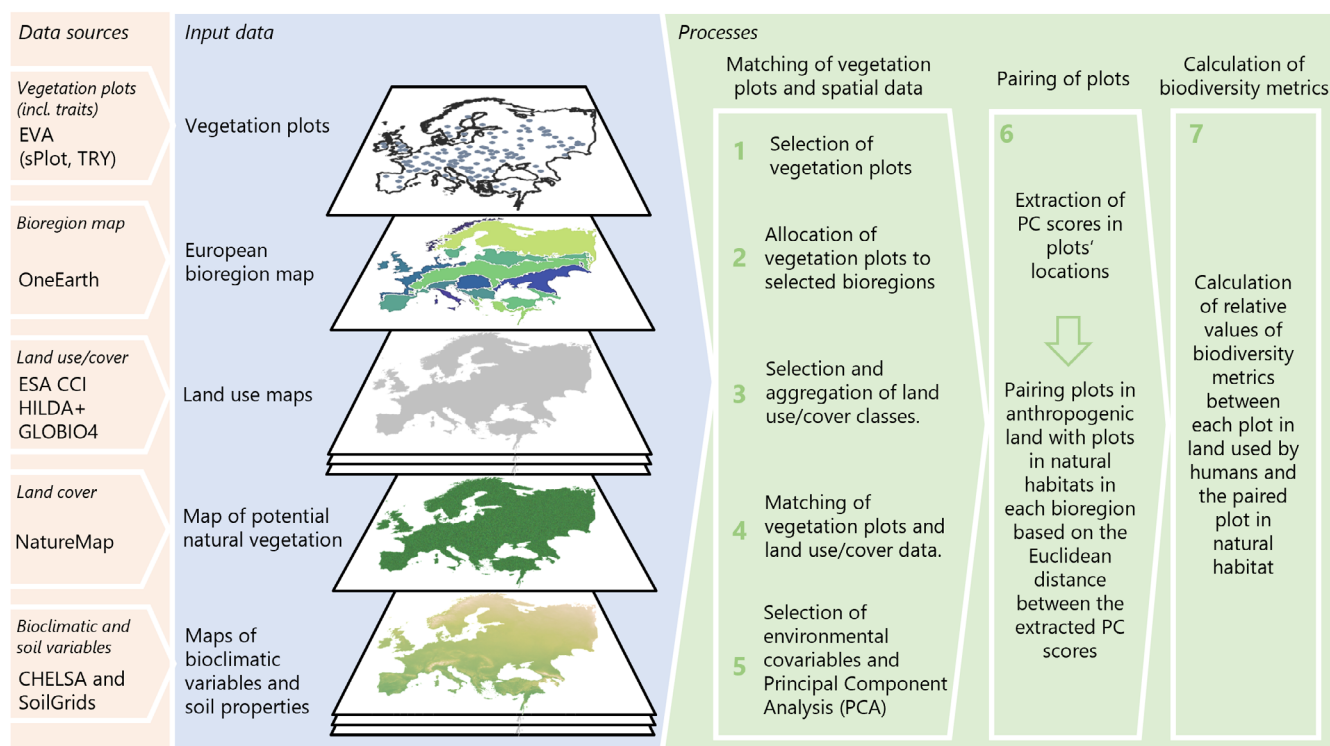 Data sources
Vegetation plots
(incl. traits)
EVA
(sPlot, TRY)
Bioregion map
OneEarth
Land use/cover
ESA CCI
HILDA+
GLOBIO4
Land cover
NatureMap
Bioclimatic and
soil variables
CHELSA and
SoilGrids
Input data
Vegetation plots
European
bioregion map
Land use maps
Map of potential
natural vegetation
Maps of
bioclimatic
variables and
soil properties
Processes
Matching of vegetation
plots and spatial data
1
Selection of
vegetation plots
2
Allocation of
vegetation plots to
selected bioregions
3
Selection and
aggregation of land
use/cover classes.
4
Matching of
vegetation plots and
land use/cover data.
5
Selection of
environmental
covariables and
Principal Component
Analysis (PCA)
Pairing of plots
6
Extraction of
PC scores in
plots‘
locations
Pairing plots in
anthropogenic
land with plots
in natural
habitats in
each bioregion
based on the
Euclidean
distance
between the
extracted PC
scores
Calculation of
biodiversity metrics
7
Calculation
of relative
values of
biodiversity
metrics
between
each plot in
land used by
humans and
the paired
plot in
natural
habitat